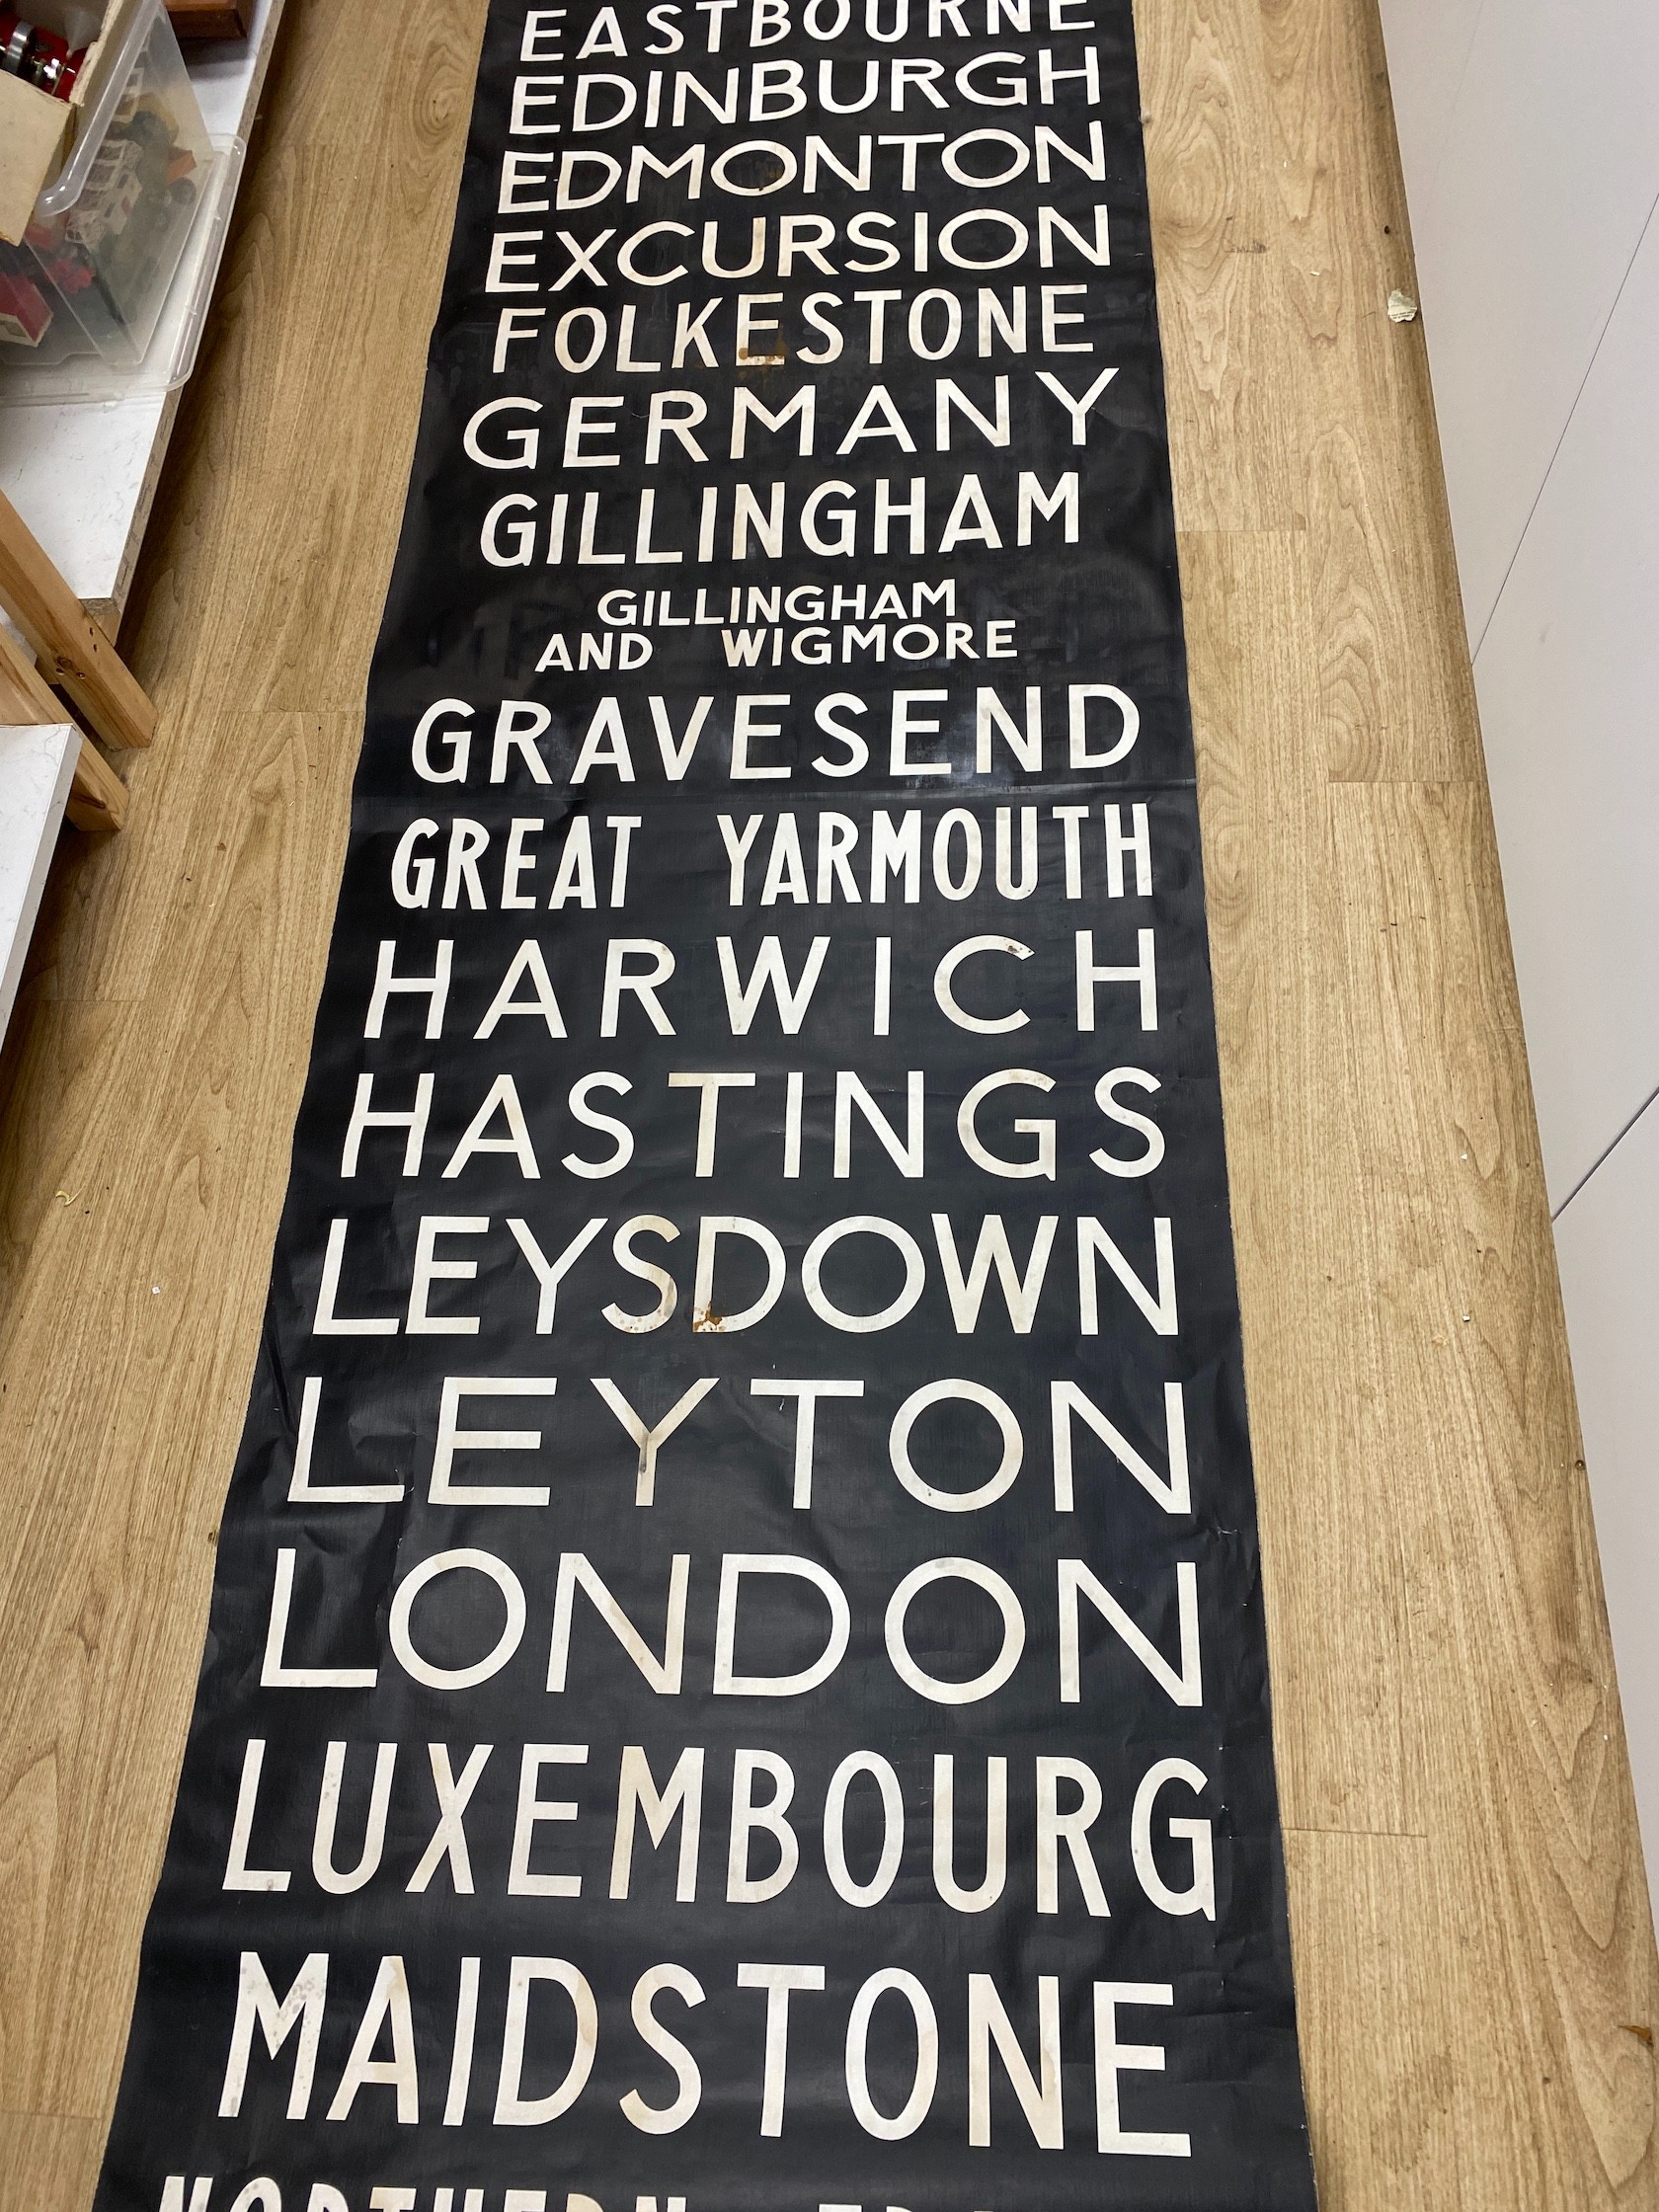 EASTBOURNE
EDINBURGH
EDMONTON
EXCURSION
FOLKESTONE
GERMANY
GILLINGHAM
GILLINGHAM
AND WIGMORE
GRAVESEND
GREAT YARMOUTH
HARWICH
HASTINGS
LEYSDOWN
LEYTON
LONDON
LUXEMBOURG
MAIDSTONE
NORTHERN